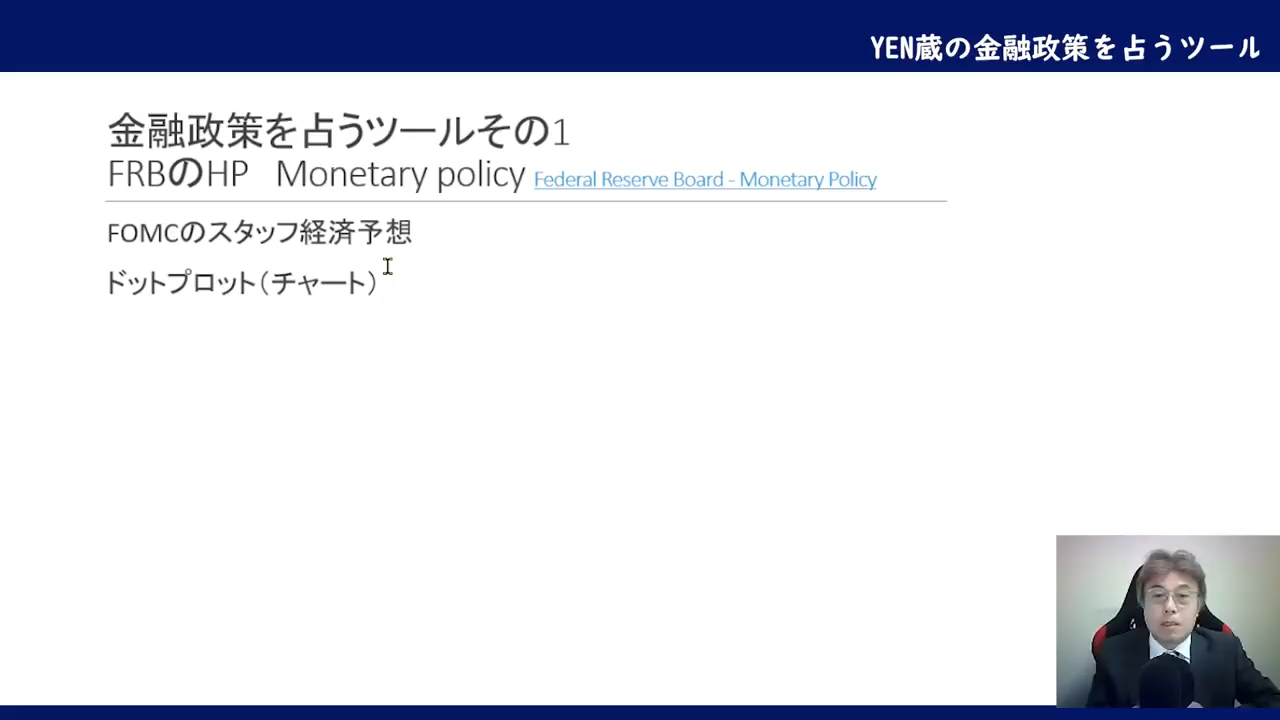 YEN蔵の金融政策を占うツール
金融政策を占うツールその1
FRBのHP Monetary policy Federal Reserve Board - Monetary Policy
FOMCのスタッフ経済予想
ドットプロット（チャート）